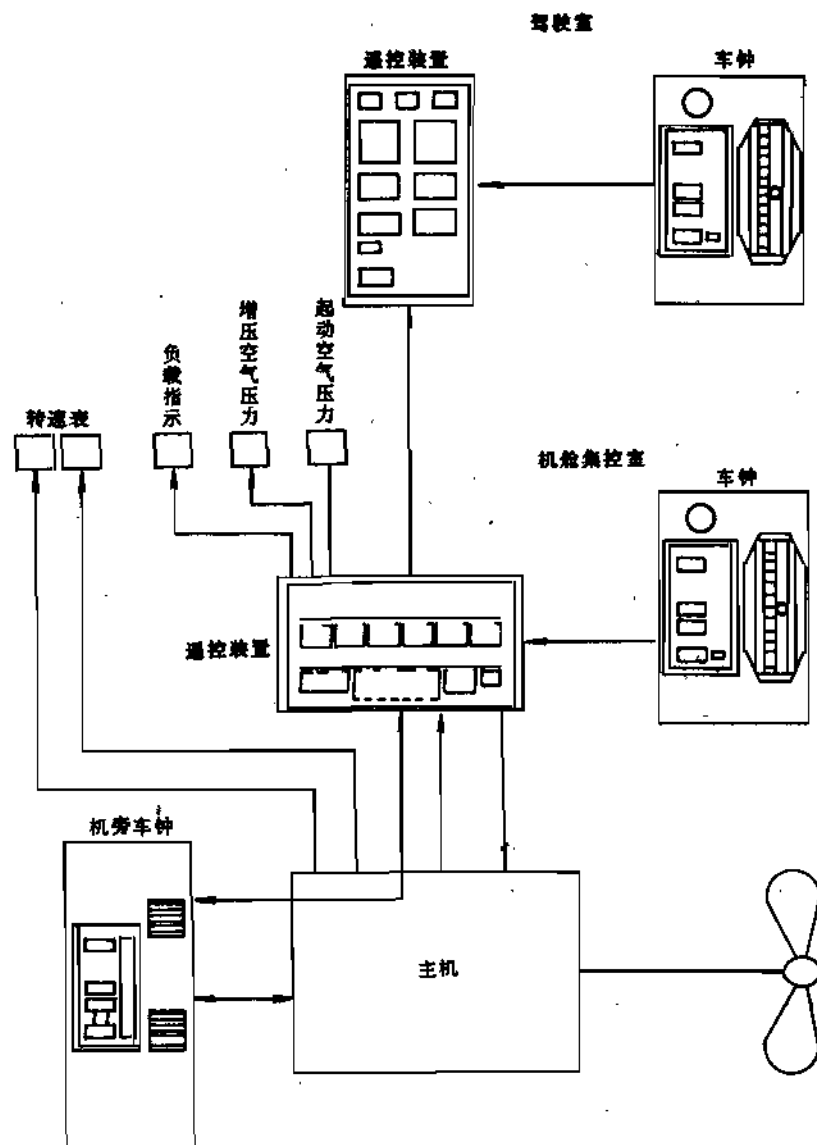 驾驶室
遥控装置
车钟
增压空气压力
起动空气压力
负载指示
转速表
机舱集控室
车钟
遥控装置
机旁车钟
主机